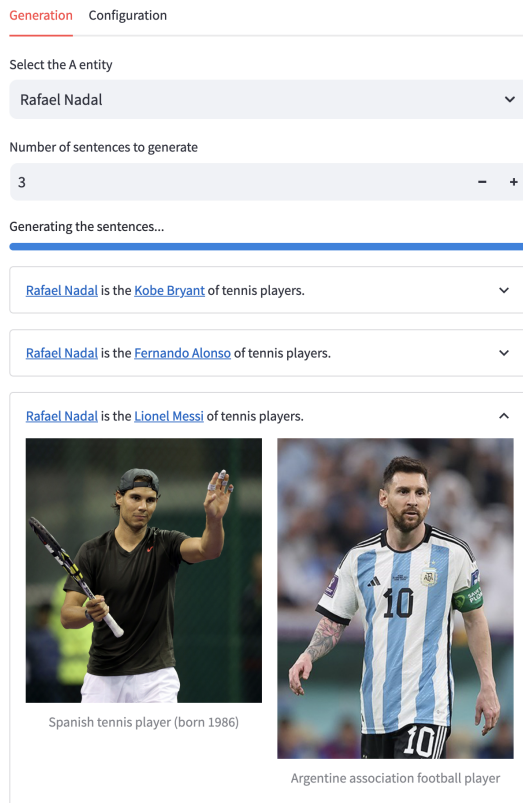 Generation Configuration
Select the A entity
Rafael Nadal
Number of sentences to generate
3 − +
Generating the sentences...
Rafael Nadal is the Kobe Bryant of tennis players.
Rafael Nadal is the Fernando Alonso of tennis players.
Rafael Nadal is the Lionel Messi of tennis players.
10
10
Spanish tennis player (born 1986)
Argentine association football player